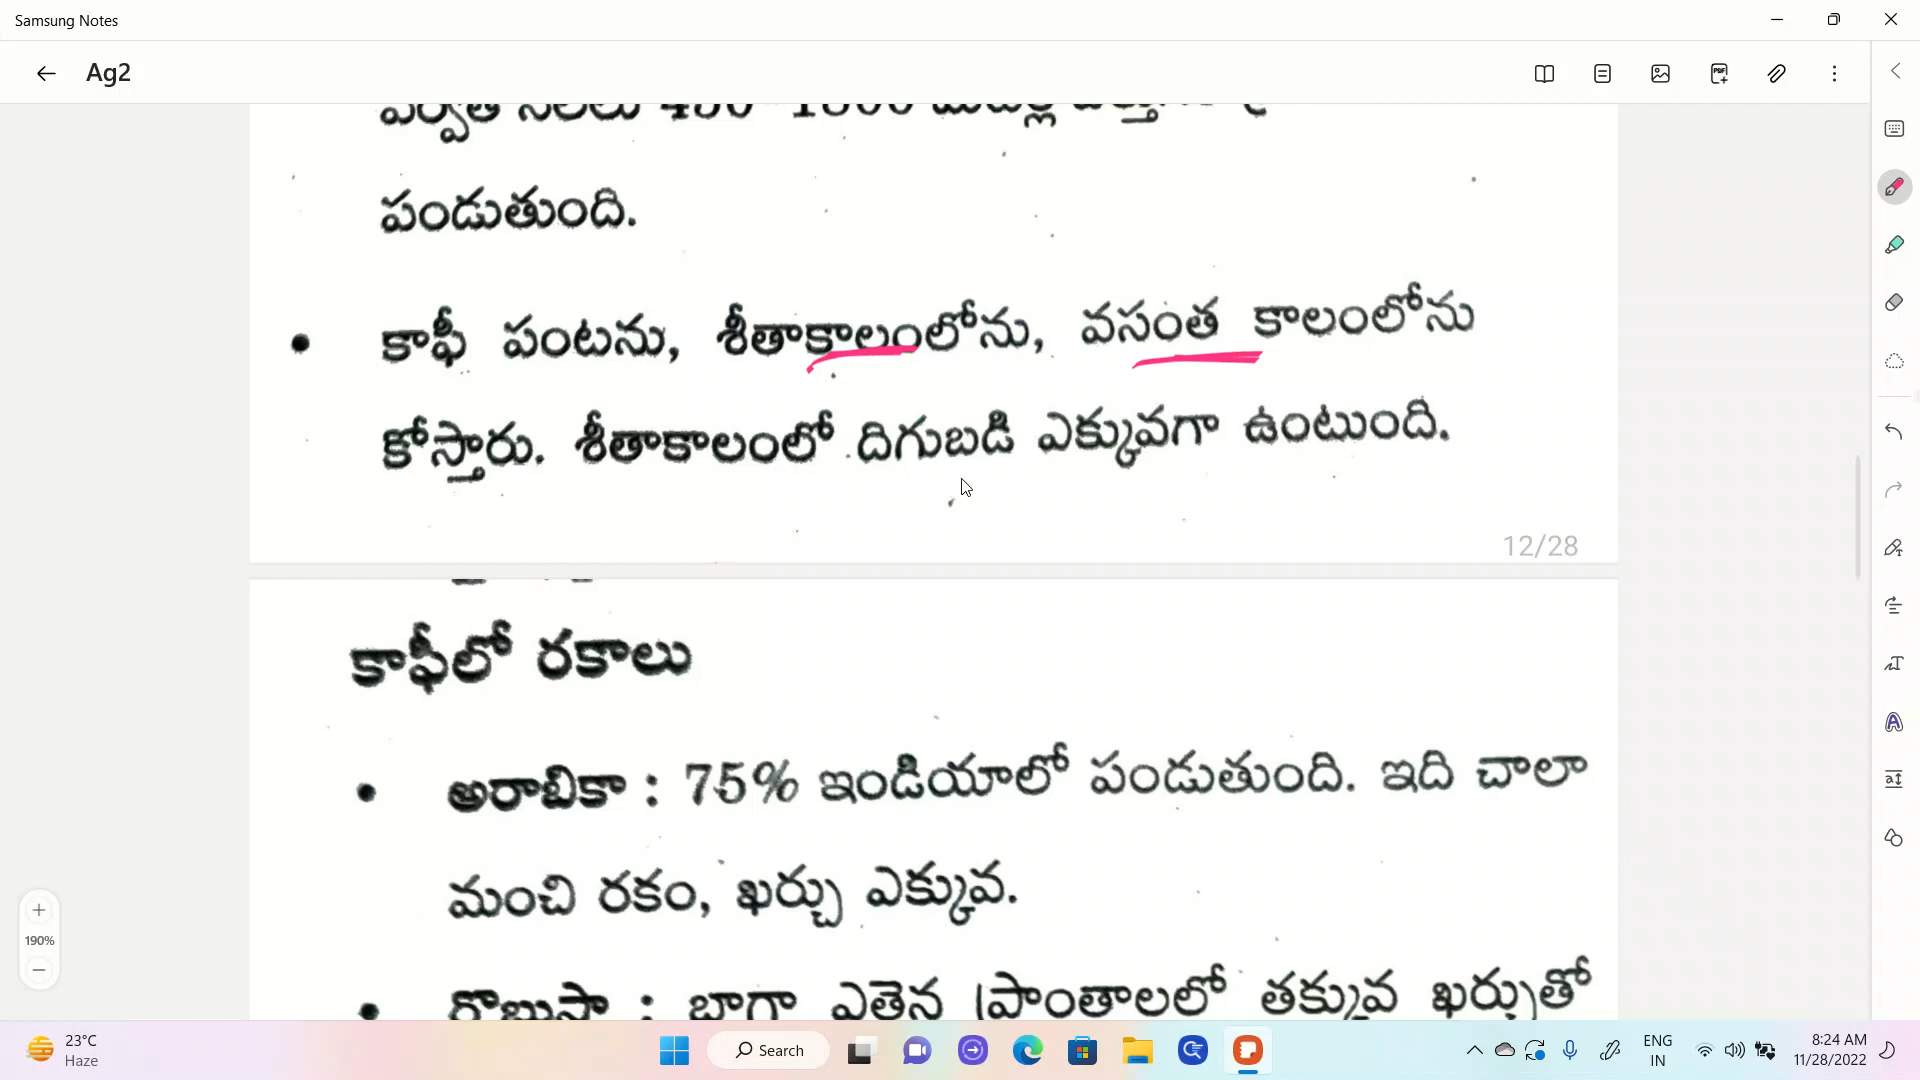 Samsung Notes
Ag2
పండుతుంది.
• కాఫీ పంటను, శీతాకాలంలోను, వసంత కాలంలోను
కోస్తారు. శీతాకాలంలో దిగుబడి ఎక్కువగా ఉంటుంది.
12/28
కాఫీలో రకాలు
• అరాబికా : 75% ఇండియాలో పండుతుంది. ఇది చాలా
మంచి రకం, ఖర్చు ఎక్కువ.
• బాగా ఎతైన ప్రాంతాలలో తక్కువ ఖర్చుతో
190%
23°C
Haze
Search
ENG
IN
8:24 AM
11/28/2022